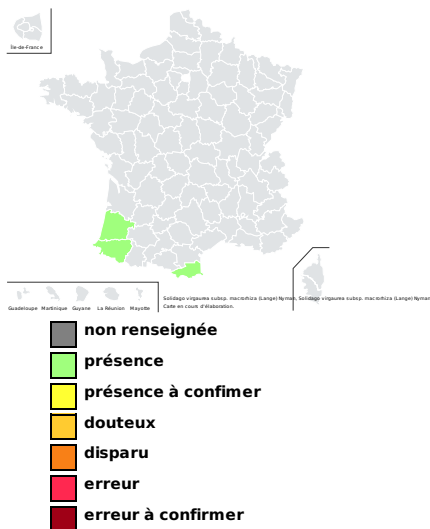 Île-de-France
Guadeloupe Martinique Guyane La Réunion Mayotte
Solidago virgaurea subsp. macrorhiza (Lange) Nyman, Solidago virgaurea subsp. macrorhiza (Lange) Nyman
Carte en cours d'élaboration.
non renseignée
présence
présence à confimer
douteux
disparu
erreur
erreur à confirmer